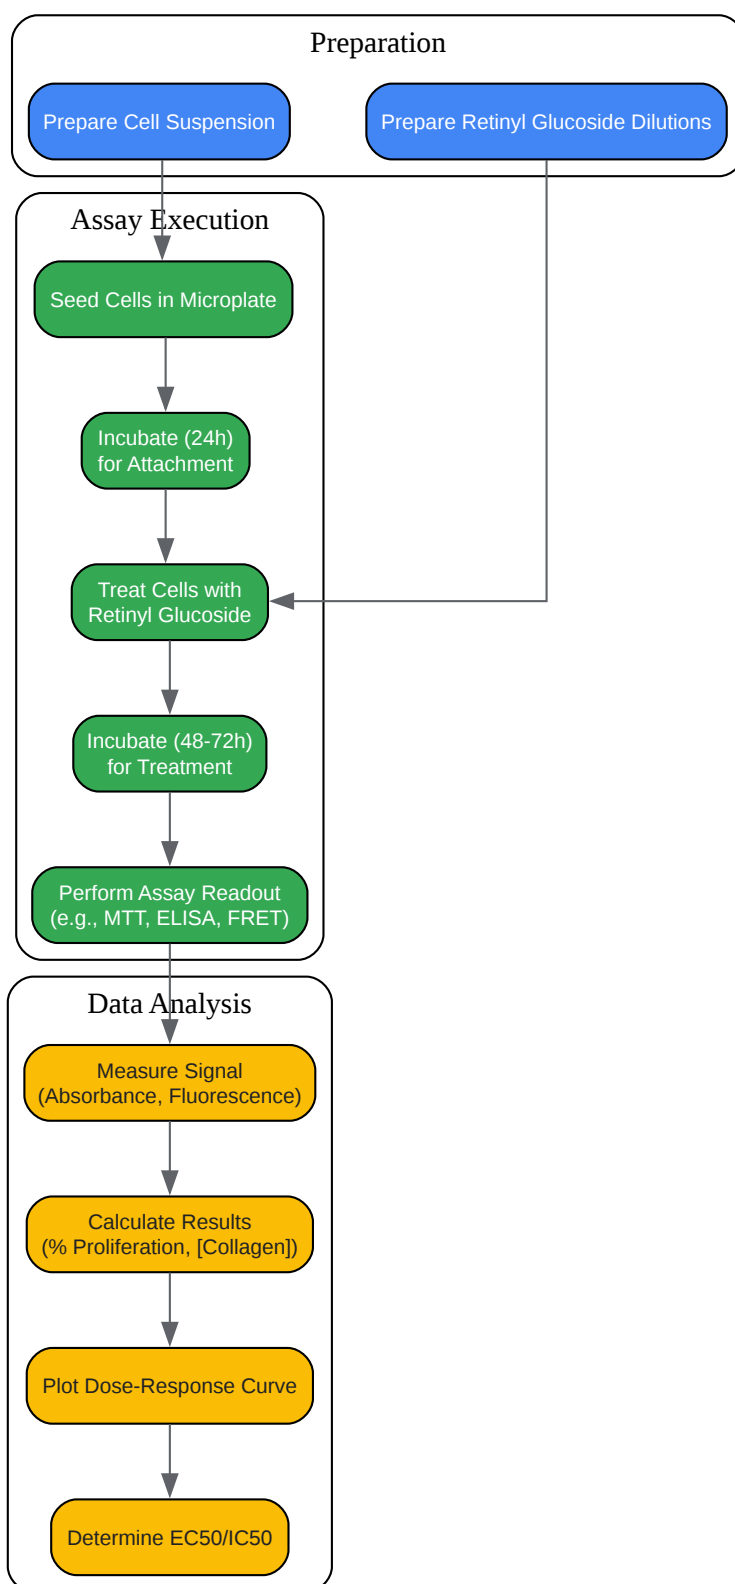 Preparation
Prepare Cell Suspension
Prepare Retinyl Glucoside Dilutions
Assay Execution
Seed Cells in Microplate
Incubate (24h)
for Attachment
Treat Cells with
Retinyl Glucoside
Incubate (48-72h)
for Treatment
Perform Assay Readout
(e.g., MTT, ELISA, FRET)
Data Analysis
Measure Signal
(Absorbance, Fluorescence)
Calculate Results
(% Proliferation, [Collagen])
Plot Dose-Response Curve
Determine EC50/IC50